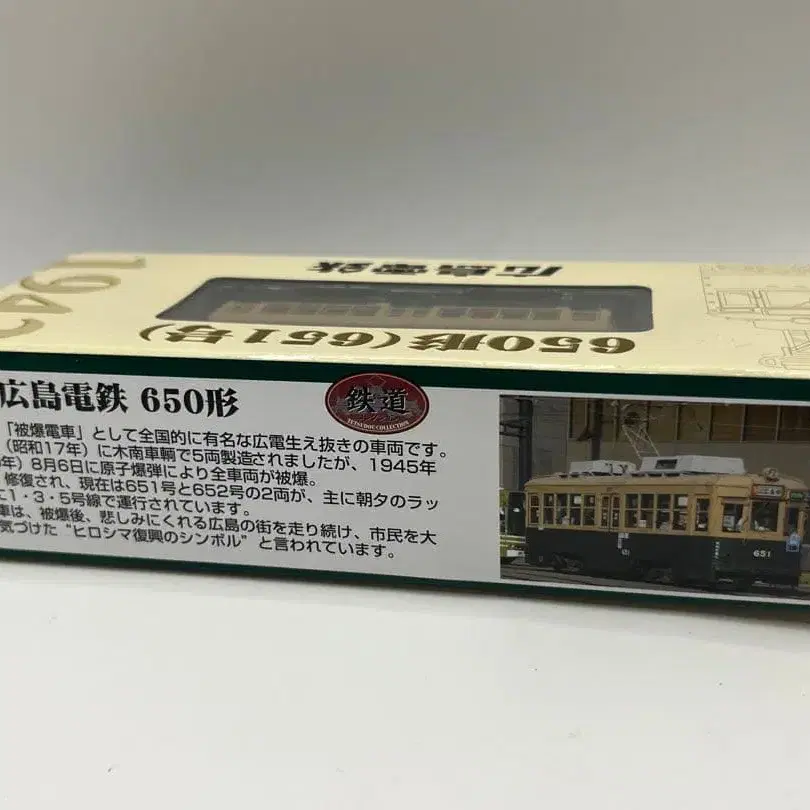 1945
広島電鉄
650形(651号)
広島電鉄 650形
鉄道
TETSUDOU COLLECTION
「被爆電車」として全国的に有名な広電生え抜きの車両です。
(昭和17年)に木南車輌で5両製造されましたが、1945年
年)8月6日に原子爆弾により全車両が被爆。
修復され、現在は651号と652号の2両が、主に朝夕のラッ
に1・3・5号線で運行されています。
車は、被爆後、悲しみにくれる広島の街を走り続け、市民を大
気づけた“ヒロシマ復興のシンボル”と言われています。
651